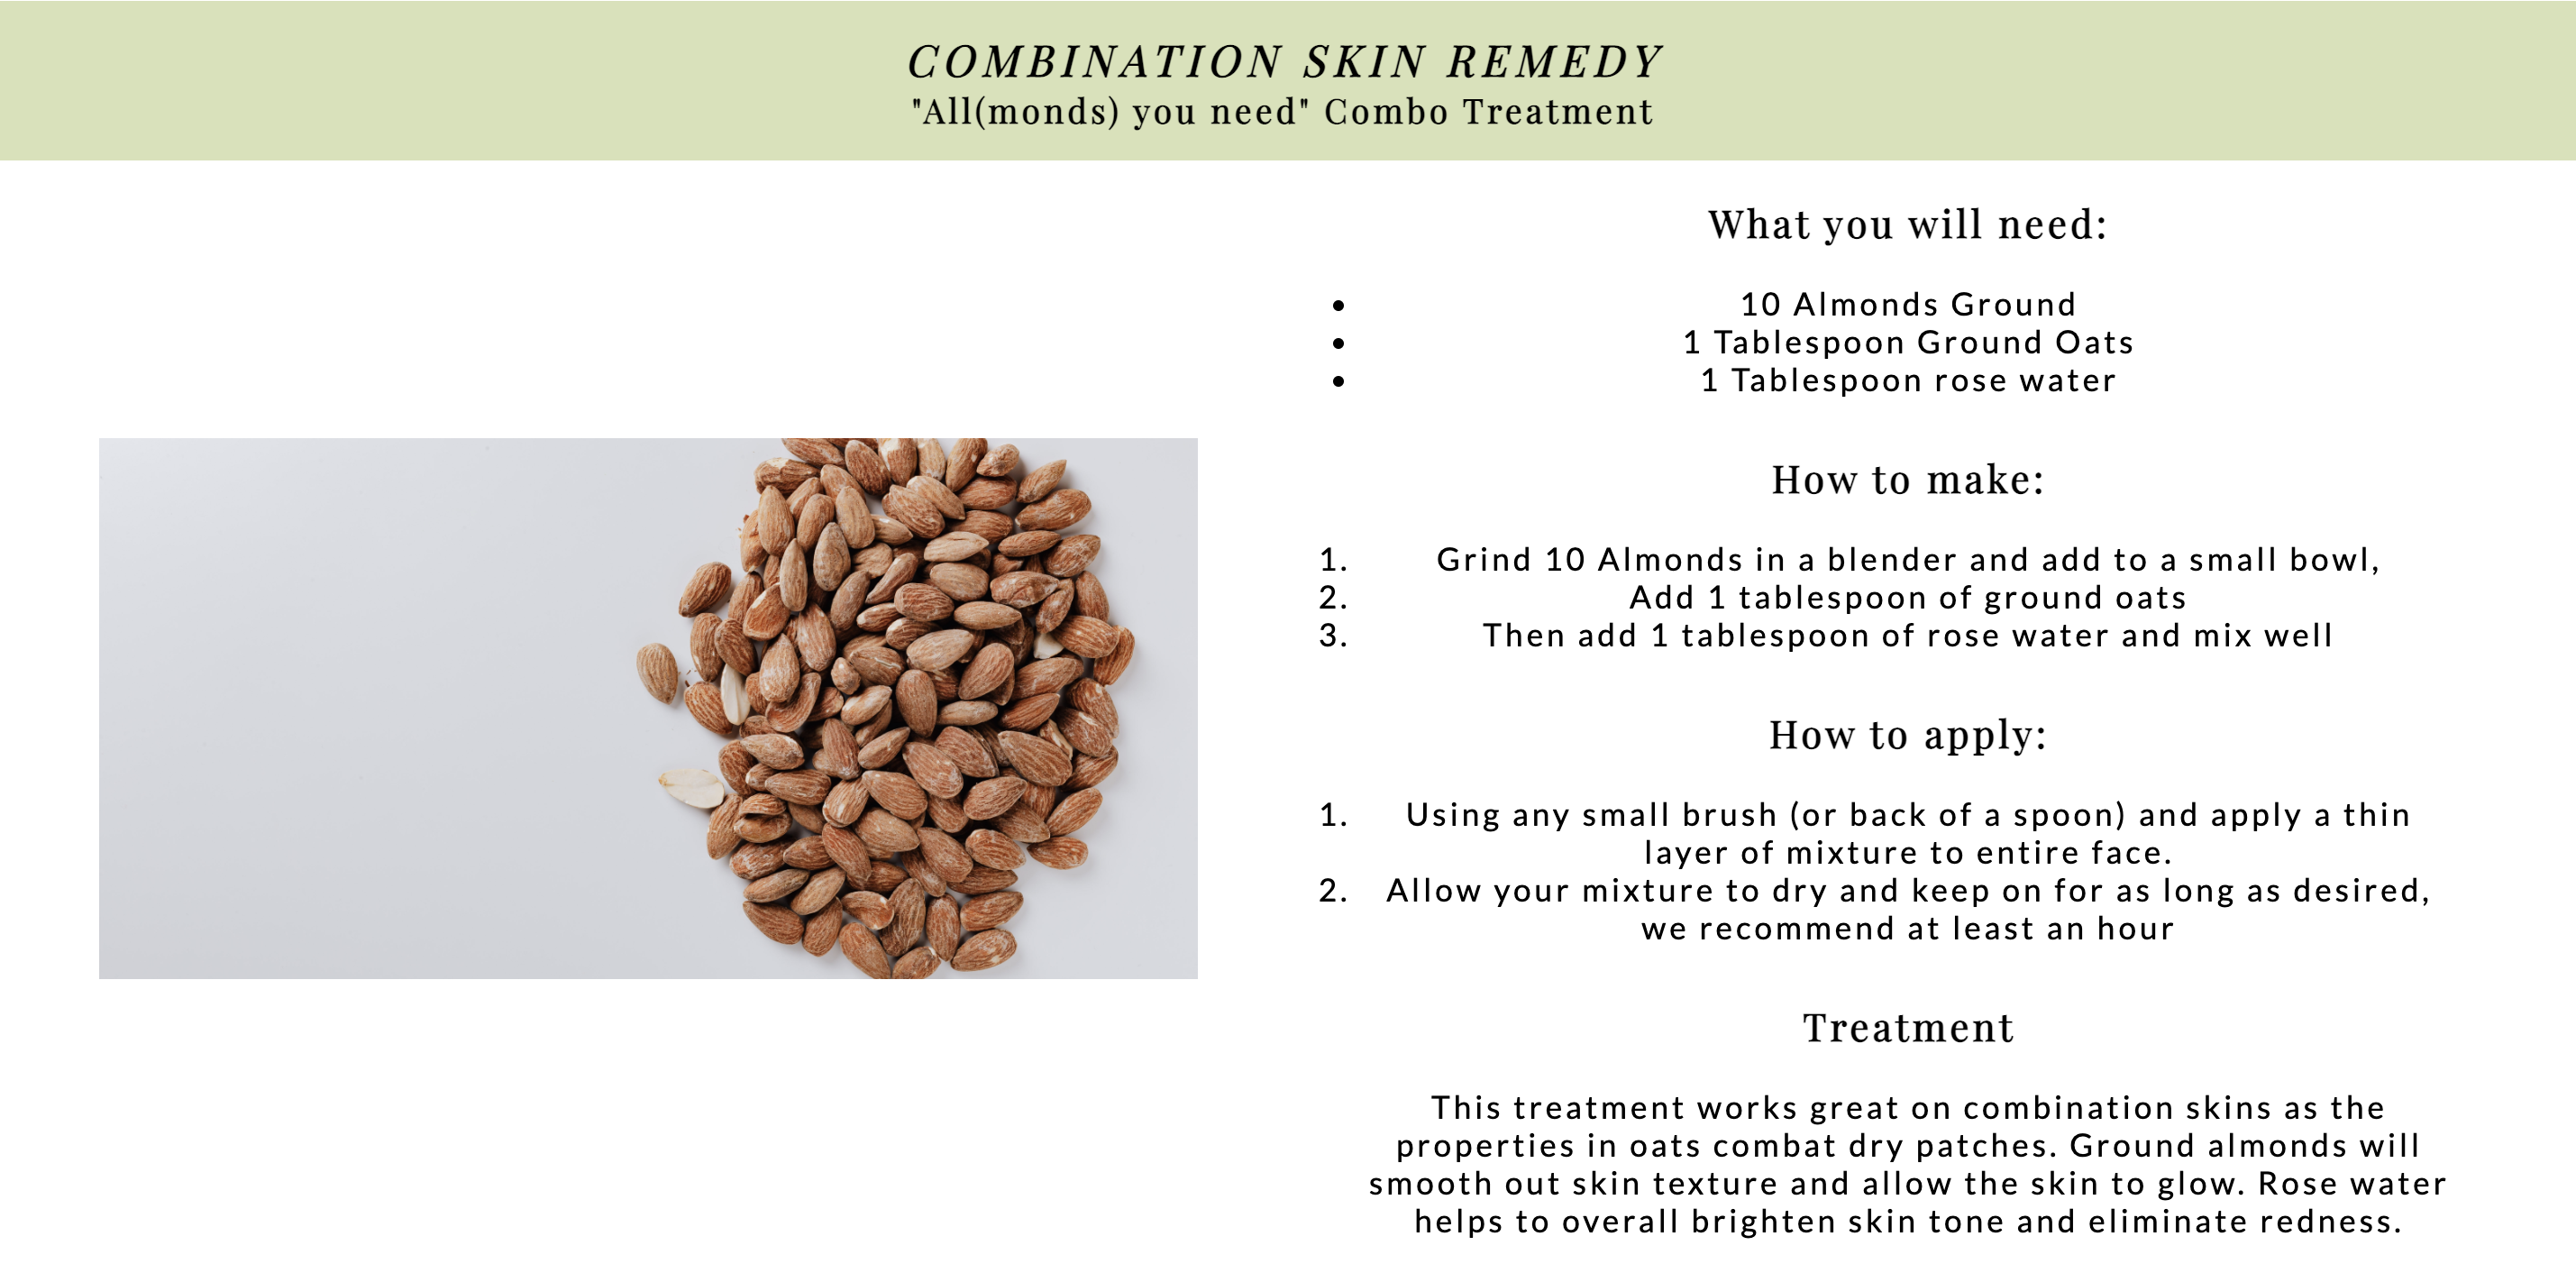 COMBINATION SKIN REMEDY
"All(monds) you need" Combo Treatment
What you will need:
• 10 Almonds Ground
• 1 Tablespoon Ground Oats
• 1 Tablespoon rose water
How to make:
1. Grind 10 Almonds in a blender and add to a small bowl,
2. Add 1 tablespoon of ground oats
3. Then add 1 tablespoon of rose water and mix well
How to apply:
1. Using any small brush (or back of a spoon) and apply a thin
layer of mixture to entire face.
2. Allow your mixture to dry and keep on for as long as desired,
we recommend at least an hour
Treatment
This treatment works great on combination skins as the
properties in oats combat dry patches. Ground almonds will
smooth out skin texture and allow the skin to glow. Rose water
helps to overall brighten skin tone and eliminate redness.